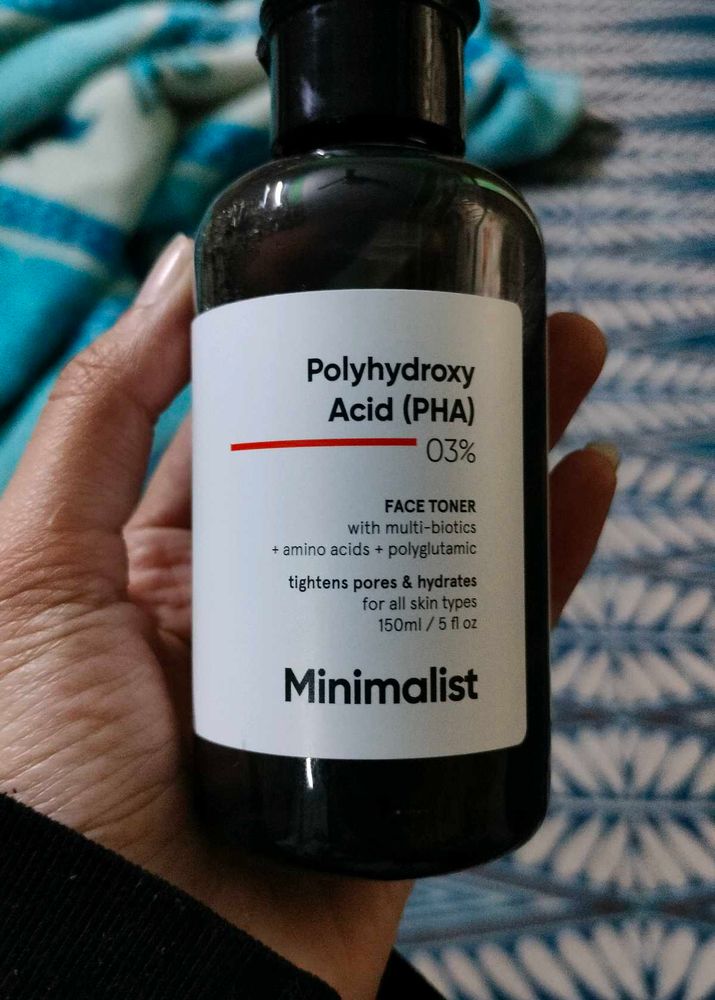 Polyhydroxy
Acid (PHA)
03%
FACE TONER
with multi-biotics
+ amino acids + polyglutamic
tightens pores & hydrates
for all skin types
150ml / 5 fl oz
Minimalist